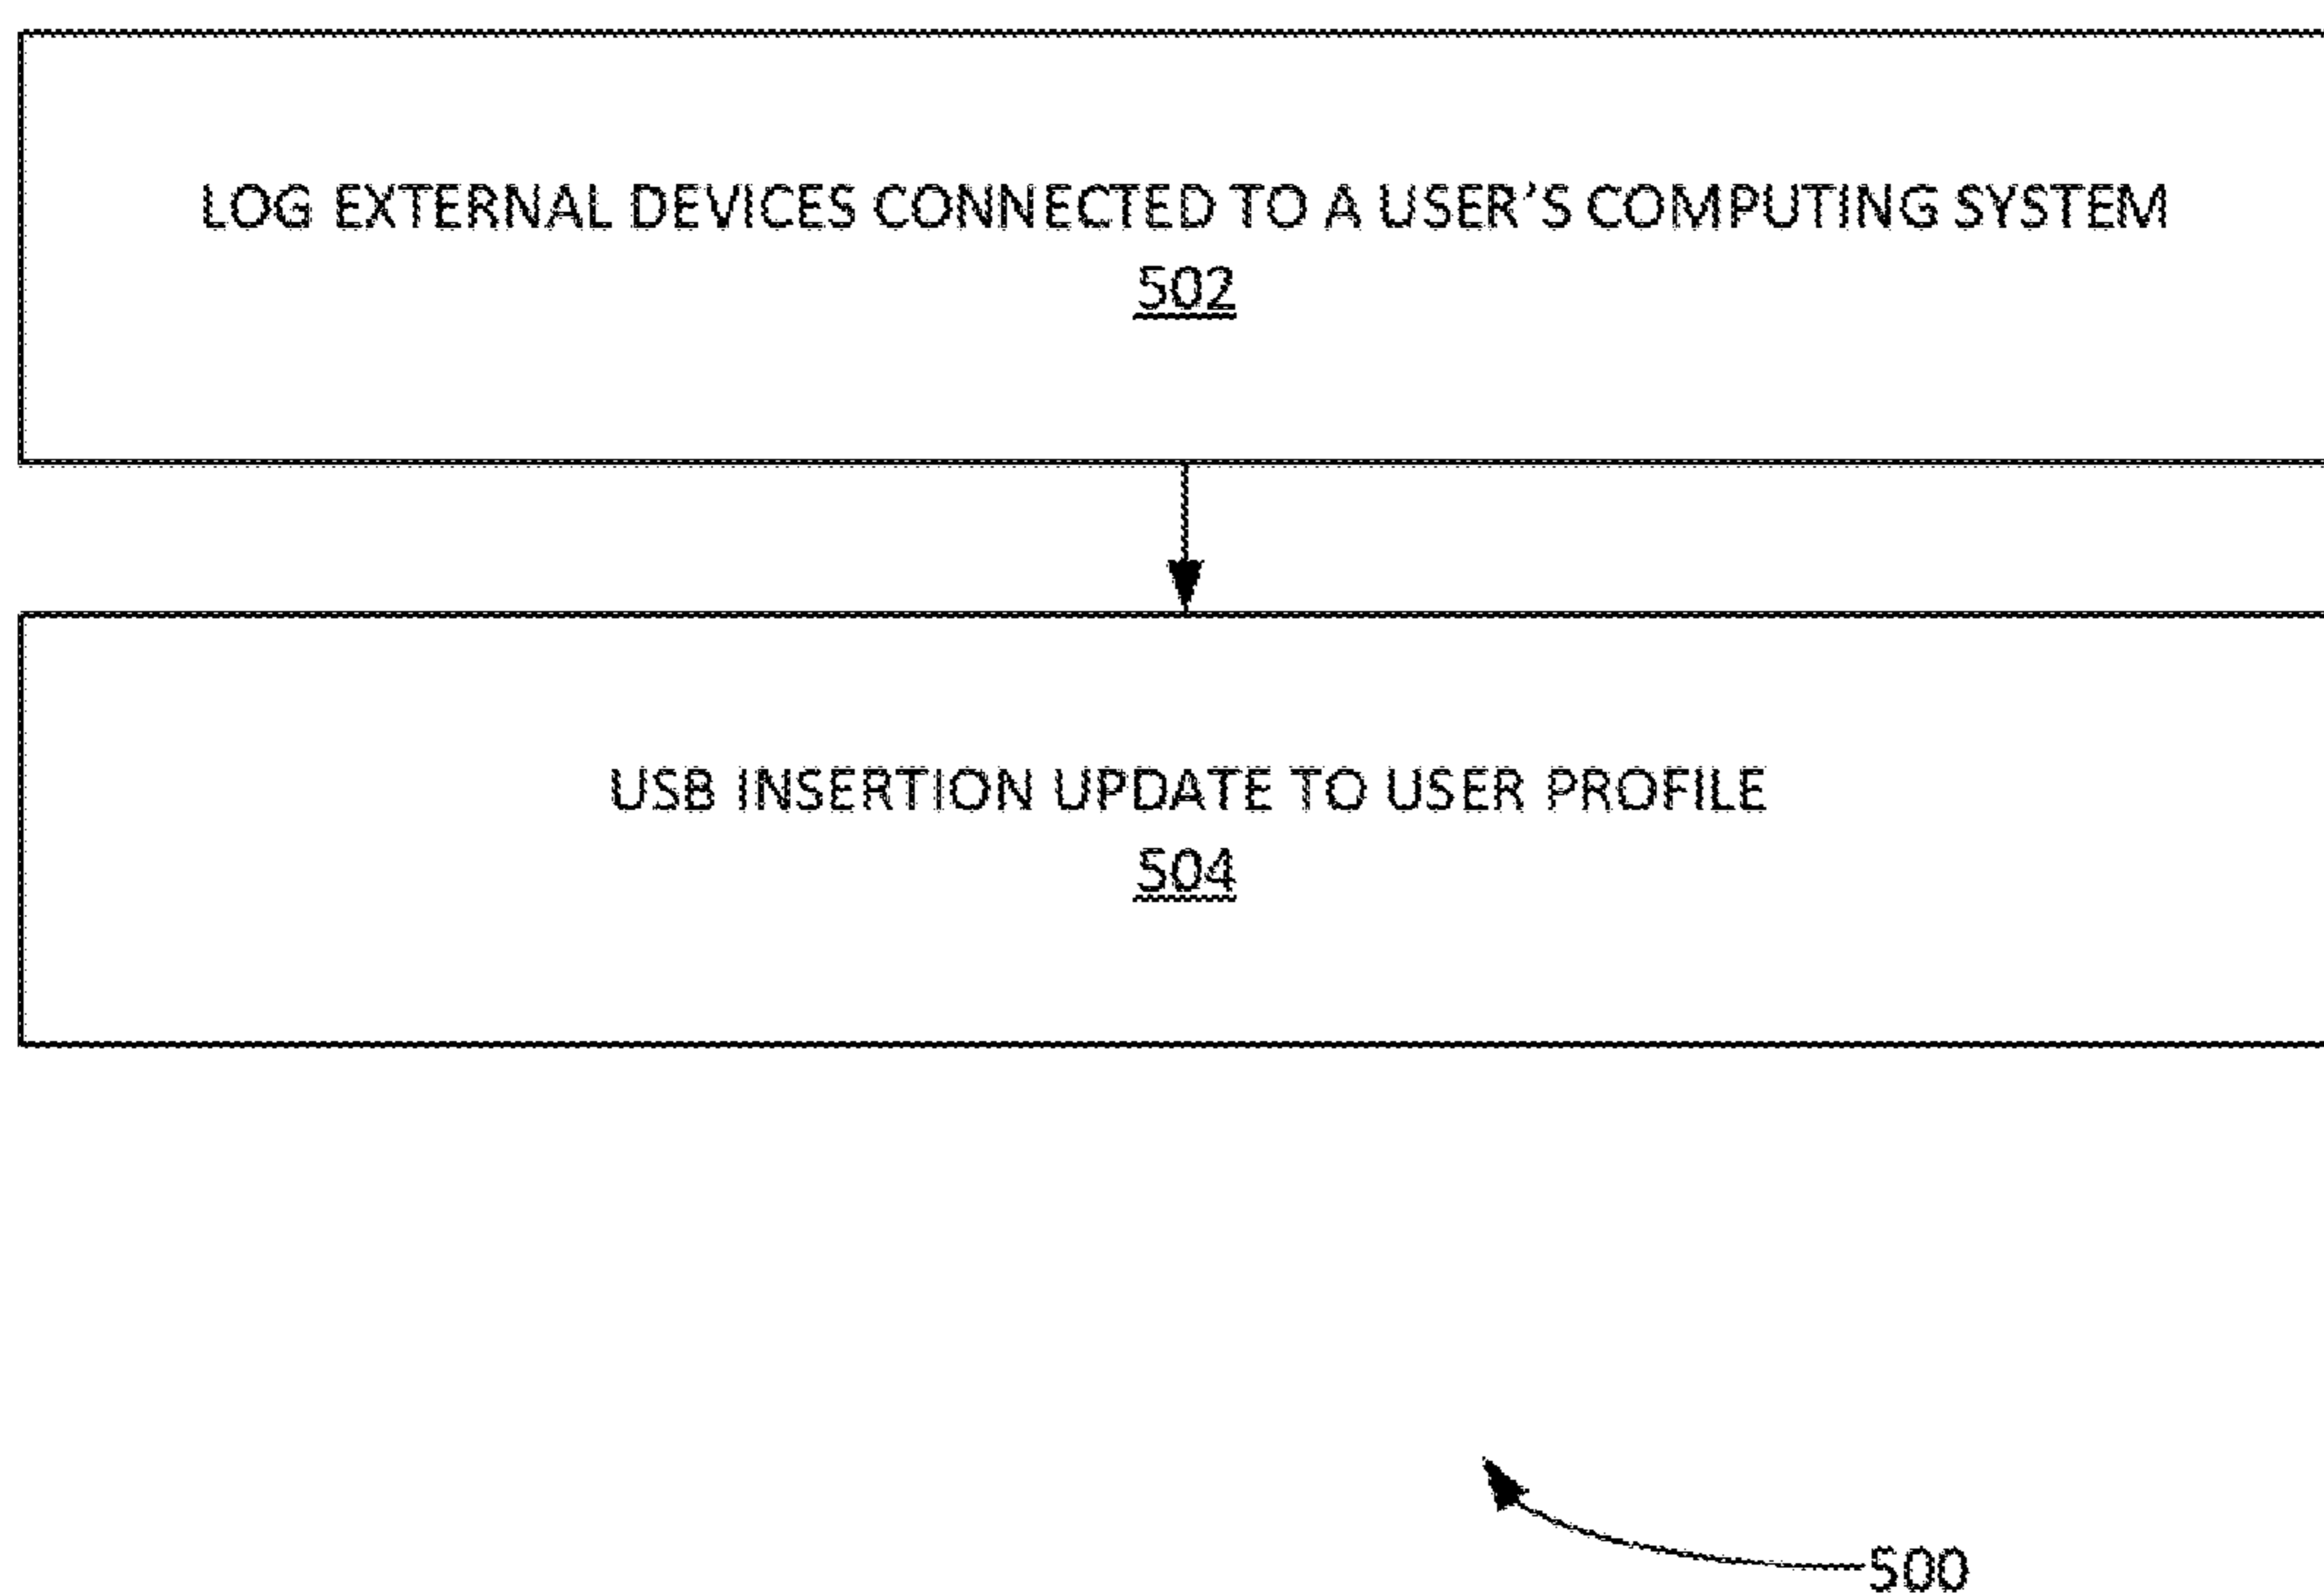 LOG EXTERNAL DEVICES CONNECTED TO A USER’S COMPUTING SYSTEM
502
USB INSERTION UPDATE TO USER PROFILE
504
500